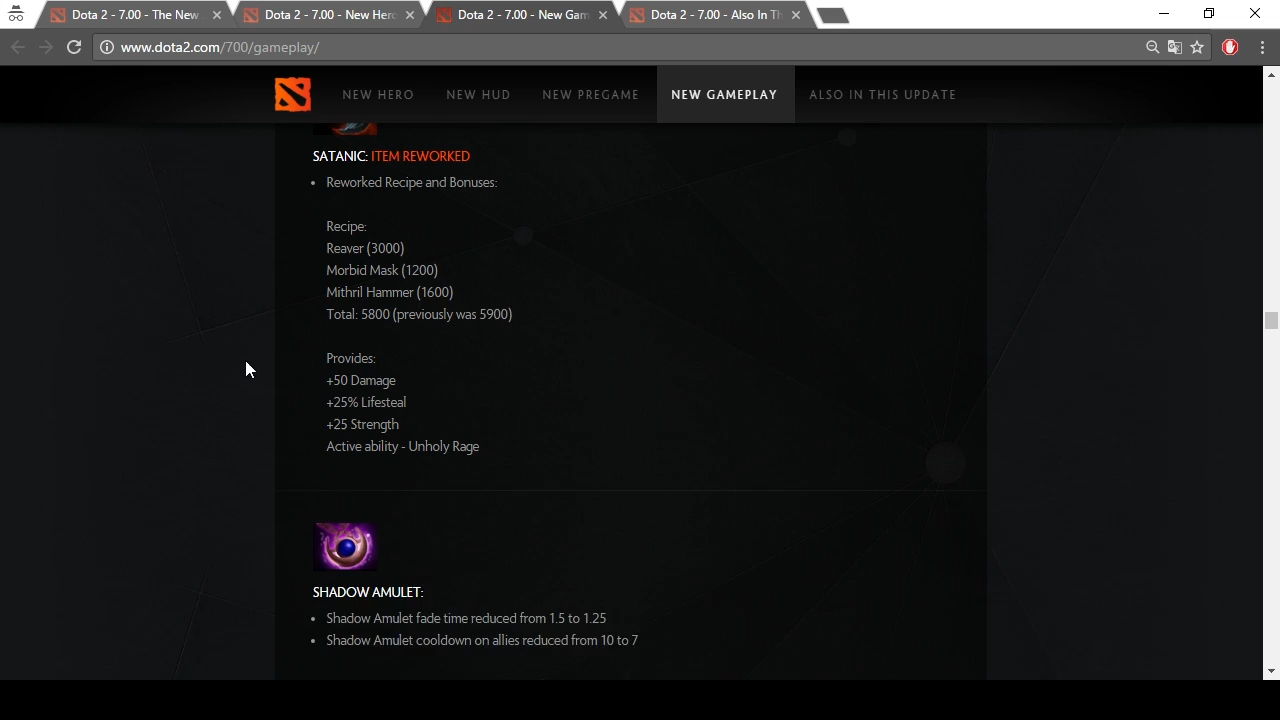 Dota 2 - 7.00 - The New
Dota 2 - 7.00 - New Herc
Dota 2 - 7.00 - New Gam
Dota 2 - 7.00 - Also In Th
www.dota2.com/700/gameplay/
NEW HERO NEW HUD NEW PREGAME NEW GAMEPLAY ALSO IN THIS UPDATE
SATANIC: ITEM REWORKED
• Reworked Recipe and Bonuses:
Recipe:
Reaver (3000)
Morbid Mask (1200)
Mithril Hammer (1600)
Total: 5800 (previously was 5900)
Provides:
+50 Damage
+25% Lifesteal
+25 Strength
Active ability - Unholy Rage
SHADOW AMULET:
• Shadow Amulet fade time reduced from 1.5 to 1.25
• Shadow Amulet cooldown on allies reduced from 10 to 7